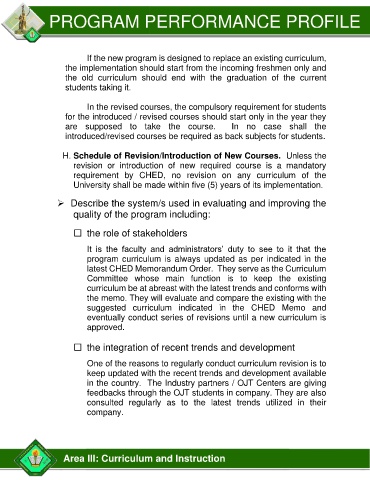 PROGRAM PERFORMANCE PROFILE
If the new program is designed to replace an existing curriculum,
the implementation should start from the incoming freshmen only and
the old curriculum should end with the graduation of the current
students taking it.
In the revised courses, the compulsory requirement for students
for the introduced / revised courses should start only in the year they
are supposed to take the course. In no case shall the
introduced/revised courses be required as back subjects for students.
H. Schedule of Revision/Introduction of New Courses. Unless the
revision or introduction of new required course is a mandatory
requirement by CHED, no revision on any curriculum of the
University shall be made within five (5) years of its implementation.
➢ Describe the system/s used in evaluating and improving the
quality of the program including:
☐ the role of stakeholders
It is the faculty and administrators' duty to see to it that the
program curriculum is always updated as per indicated in the
latest CHED Memorandum Order. They serve as the Curriculum
Committee whose main function is to keep the existing
curriculum be at abreast with the latest trends and conforms with
the memo. They will evaluate and compare the existing with the
suggested curriculum indicated in the CHED Memo and
eventually conduct series of revisions until a new curriculum is
approved.
☐ the integration of recent trends and development
One of the reasons to regularly conduct curriculum revision is to
keep updated with the recent trends and development available
in the country. The Industry partners / OJT Centers are giving
feedbacks through the OJT students in company. They are also
consulted regularly as to the latest trends utilized in their
company.
Area III: Curriculum and Instruction